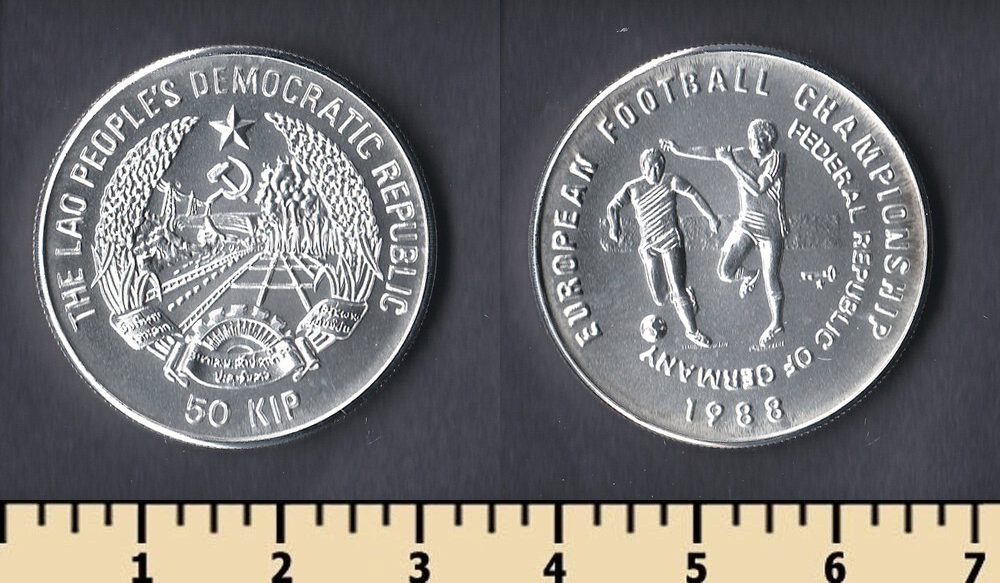 THE LAO PEOPLE'S DEMOCRATIC REPUBLIC
50 KIP
EUROPEAN FOOTBALL CHAMPIONSHIP
FEDERAL REPUBLIC OF GERMANY
1988
1 2 3 4 5 6 7